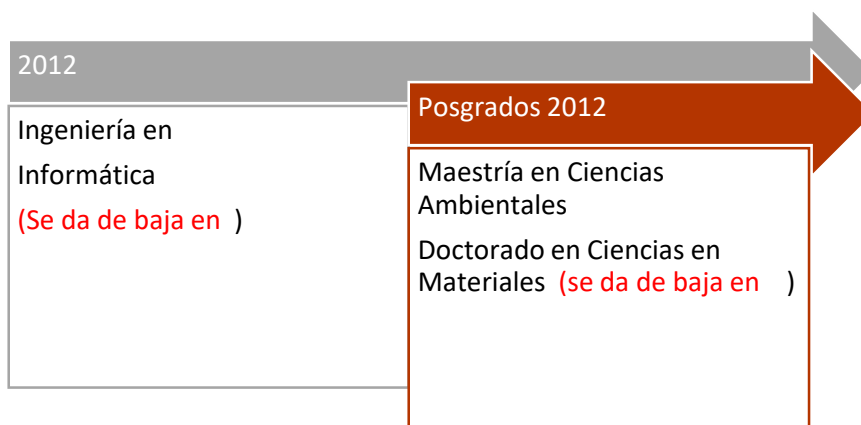 2012
Ingeniería en
Informática
(Se da de baja en )
Posgrados 2012
Maestría en Ciencias
Ambientales
Doctorado en Ciencias en
Materiales (se da de baja en )